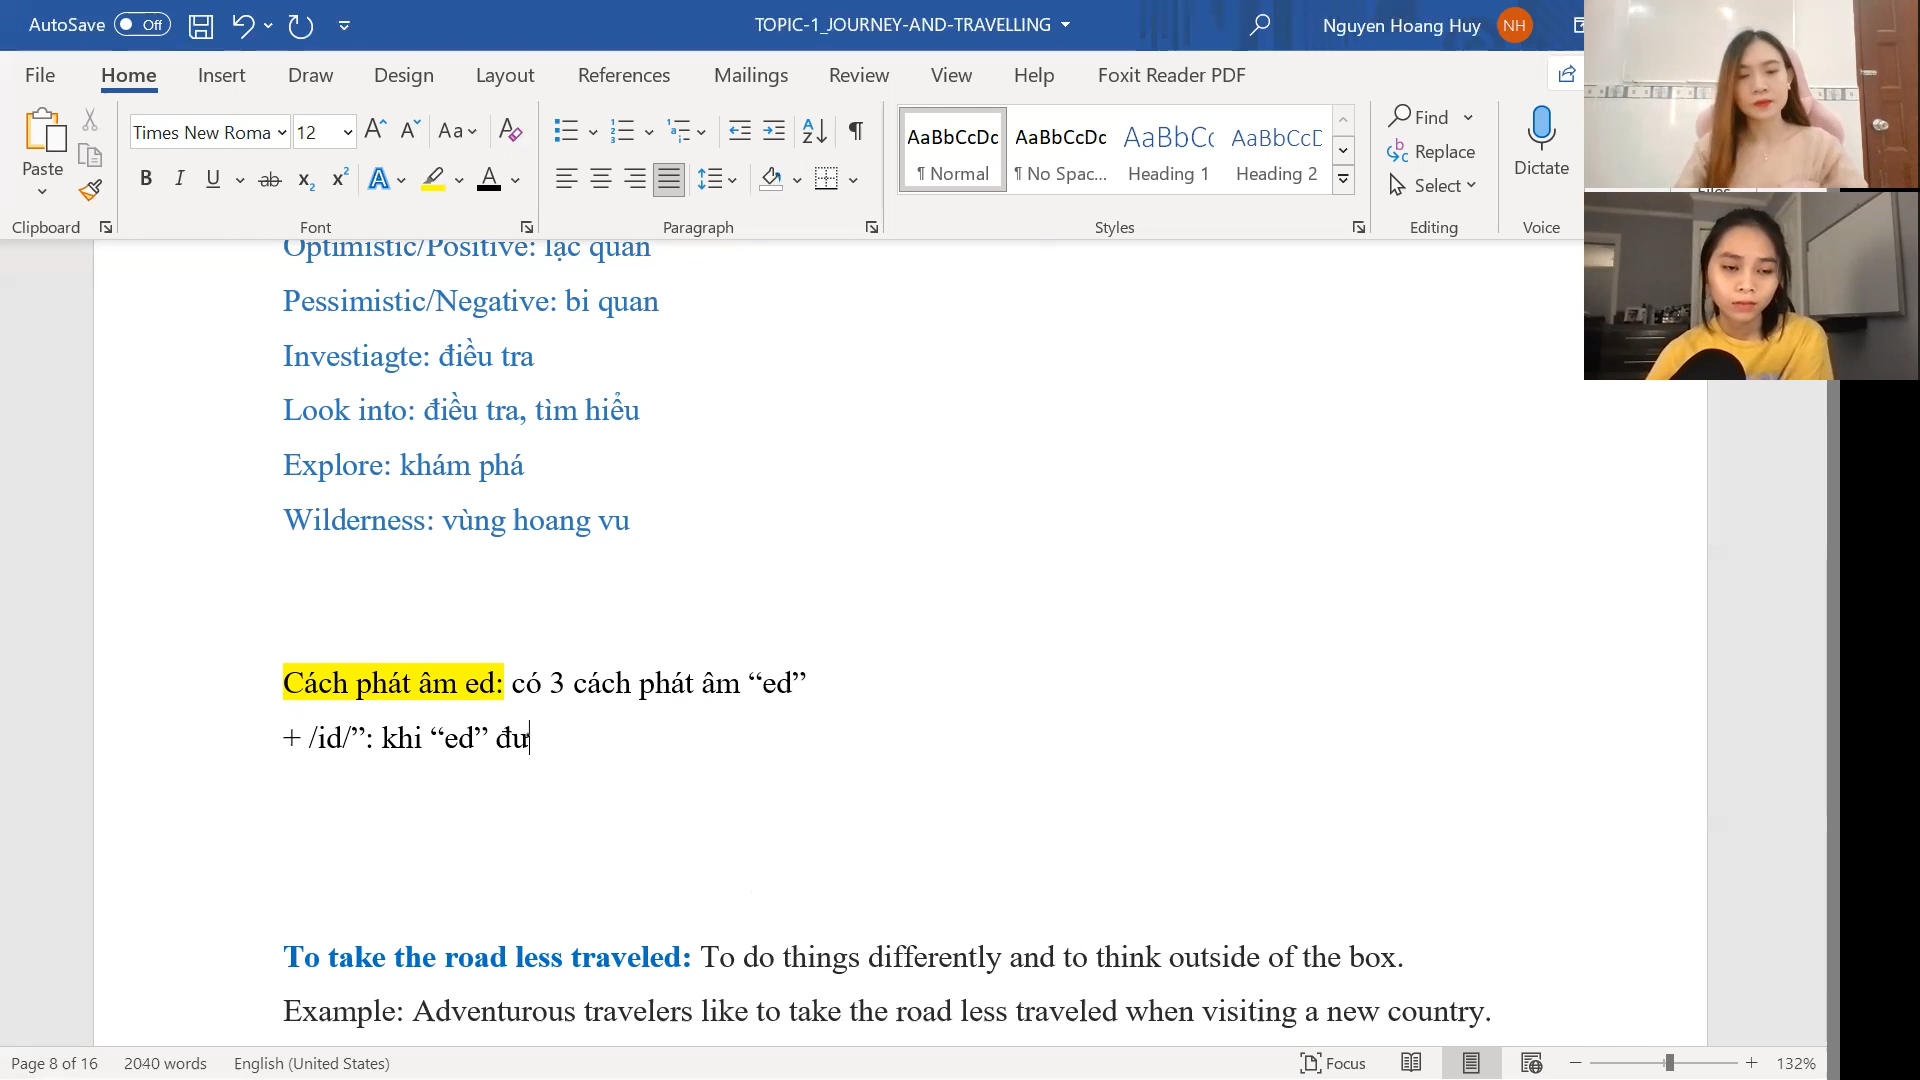 AutoSave Off TOPIC-1_JOURNEY-AND-TRAVELLING Nguyen Hoang Huy NH
File Home Insert Draw Design Layout References Mailings Review View Help Foxit Reader PDF
Paste Times New Roma 12 Aa AaBbCcDc AaBbCcDc AaBbCc AaBbCcD Find Replace Select Dictate
B I U ab x2 x2 A A ¶ Normal ¶ No Spac... Heading 1 Heading 2
Clipboard Font Paragraph Styles Editing Voice
Optimistic/Positive: lạc quan
Pessimistic/Negative: bi quan
Investiagte: điều tra
Look into: điều tra, tìm hiểu
Explore: khám phá
Wilderness: vùng hoang vu
Cách phát âm ed: có 3 cách phát âm “ed”
+ /id/”: khi “ed” đư
To take the road less traveled: To do things differently and to think outside of the box.
Example: Adventurous travelers like to take the road less traveled when visiting a new country.
Page 8 of 16 2040 words English (United States) Focus 132%